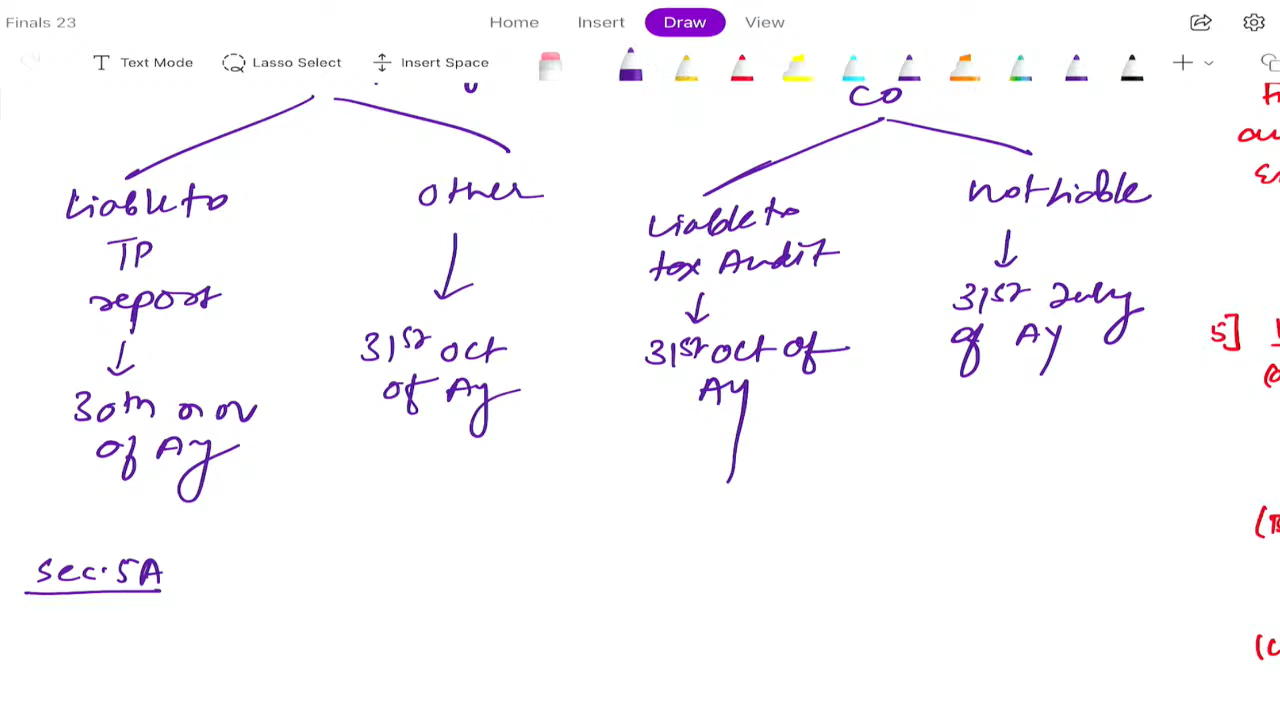 Finals 23
Home Insert Draw View
Text Mode Lasso Select Insert Space
CO
Liable to
TP
report
30th nov
of AY
other
31st oct
of AY
Liable to
tax Audit
31st oct of
AY
not Liable
31st July
of AY
5]
Sec. 5A